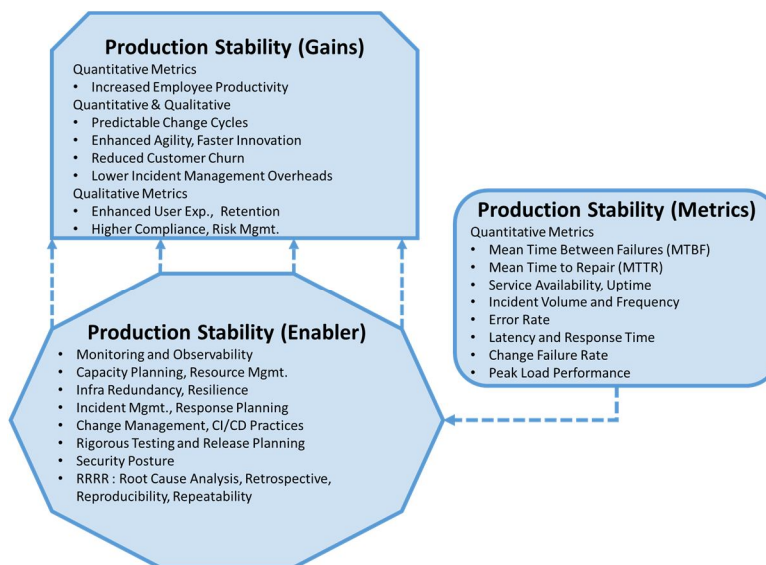 Production Stability (Gains)
Quantitative Metrics
• Increased Employee Productivity
Quantitative & Qualitative
• Predictable Change Cycles
• Enhanced Agility, Faster Innovation
• Reduced Customer Churn
• Lower Incident Management Overheads
Qualitative Metrics
• Enhanced User Exp., Retention
• Higher Compliance, Risk Mgmt.
Production Stability (Metrics)
Quantitative Metrics
• Mean Time Between Failures (MTBF)
• Mean Time to Repair (MTTR)
• Service Availability, Uptime
• Incident Volume and Frequency
• Error Rate
• Latency and Response Time
• Change Failure Rate
• Peak Load Performance
Production Stability (Enabler)
• Monitoring and Observability
• Capacity Planning, Resource Mgmt.
• Infra Redundancy, Resilience
• Incident Mgmt., Response Planning
• Change Management, CI/CD Practices
• Rigorous Testing and Release Planning
• Security Posture
• RRRR : Root Cause Analysis, Retrospective,
Reproducibility, Repeatability